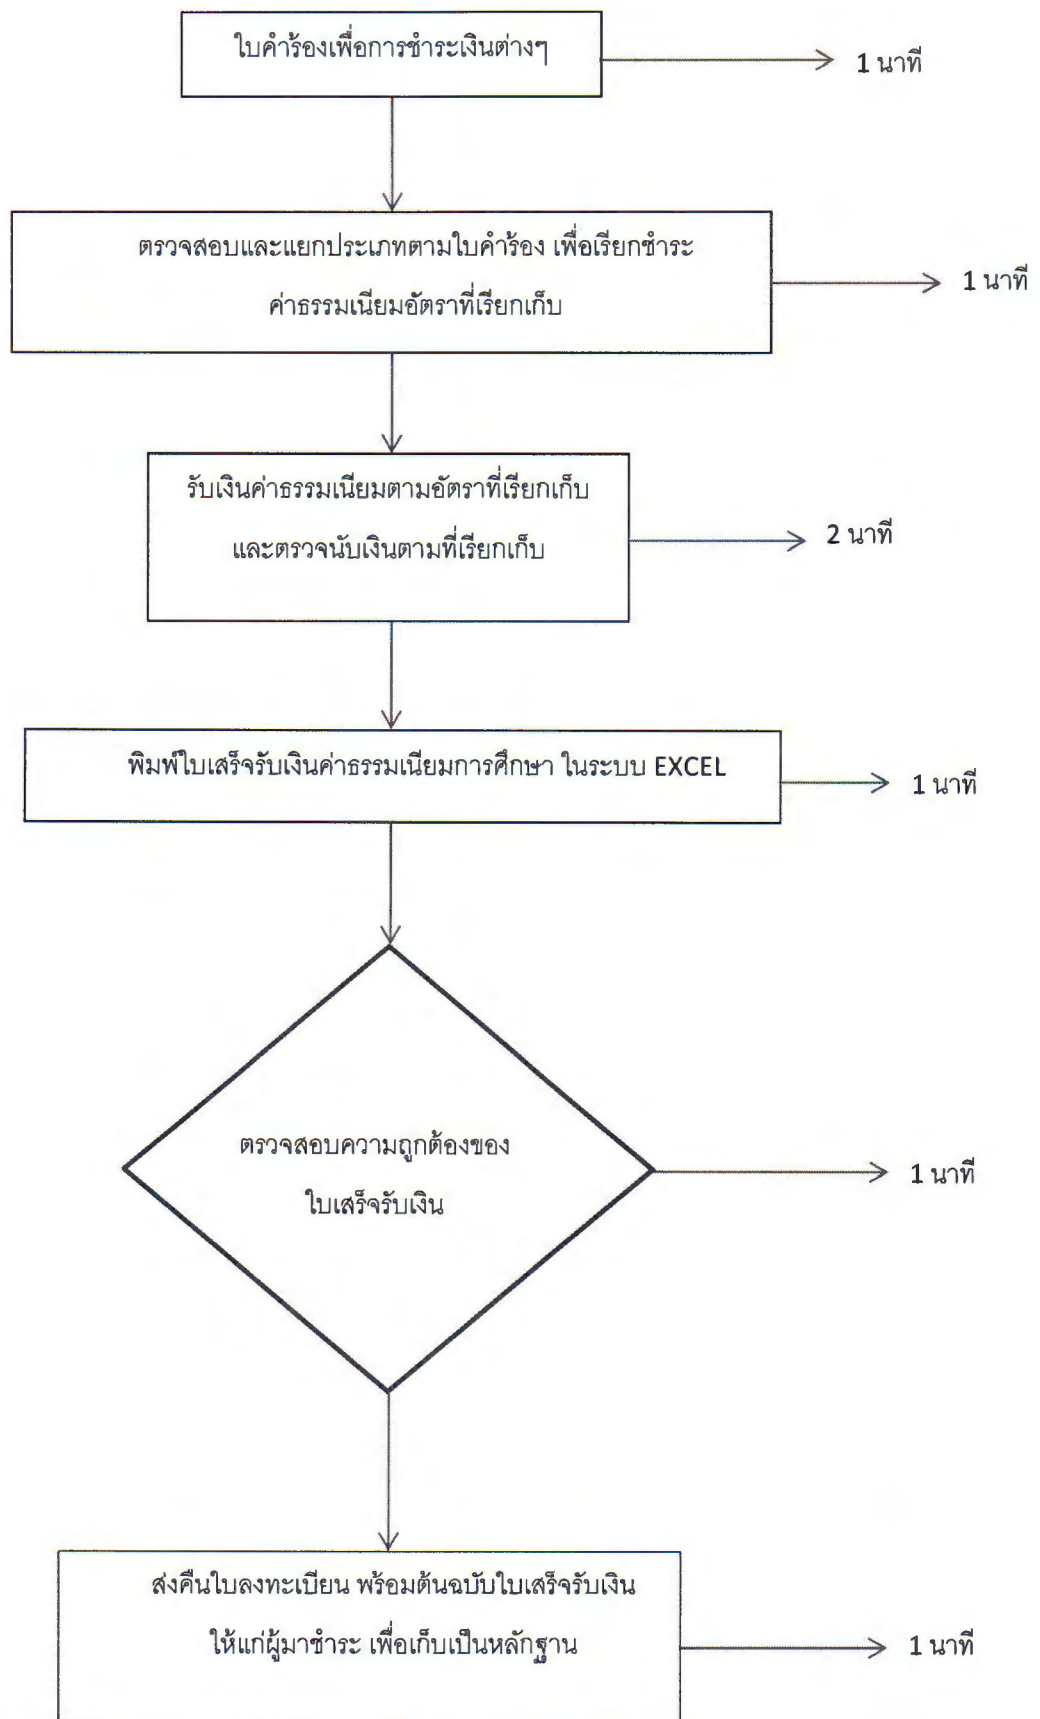 ใบคำร้องเพื่อการชำระเงินต่างๆ
1 นาที
ตรวจสอบและแยกประเภทตามใบคำร้อง เพื่อเรียกชำระ
ค่าธรรมเนียมอัตราที่เรียกเก็บ
1 นาที
รับเงินค่าธรรมเนียมตามอัตราที่เรียกเก็บ
และตรวจนับเงินตามที่เรียกเก็บ
2 นาที
พิมพ์ใบเสร็จรับเงินค่าธรรมเนียมการศึกษา ในระบบ EXCEL
1 นาที
ตรวจสอบความถูกต้องของ
ใบเสร็จรับเงิน
1 นาที
ส่งคืนใบลงทะเบียน พร้อมต้นฉบับใบเสร็จรับเงิน
ให้แก่ผู้มาชำระ เพื่อเก็บเป็นหลักฐาน
1 นาที